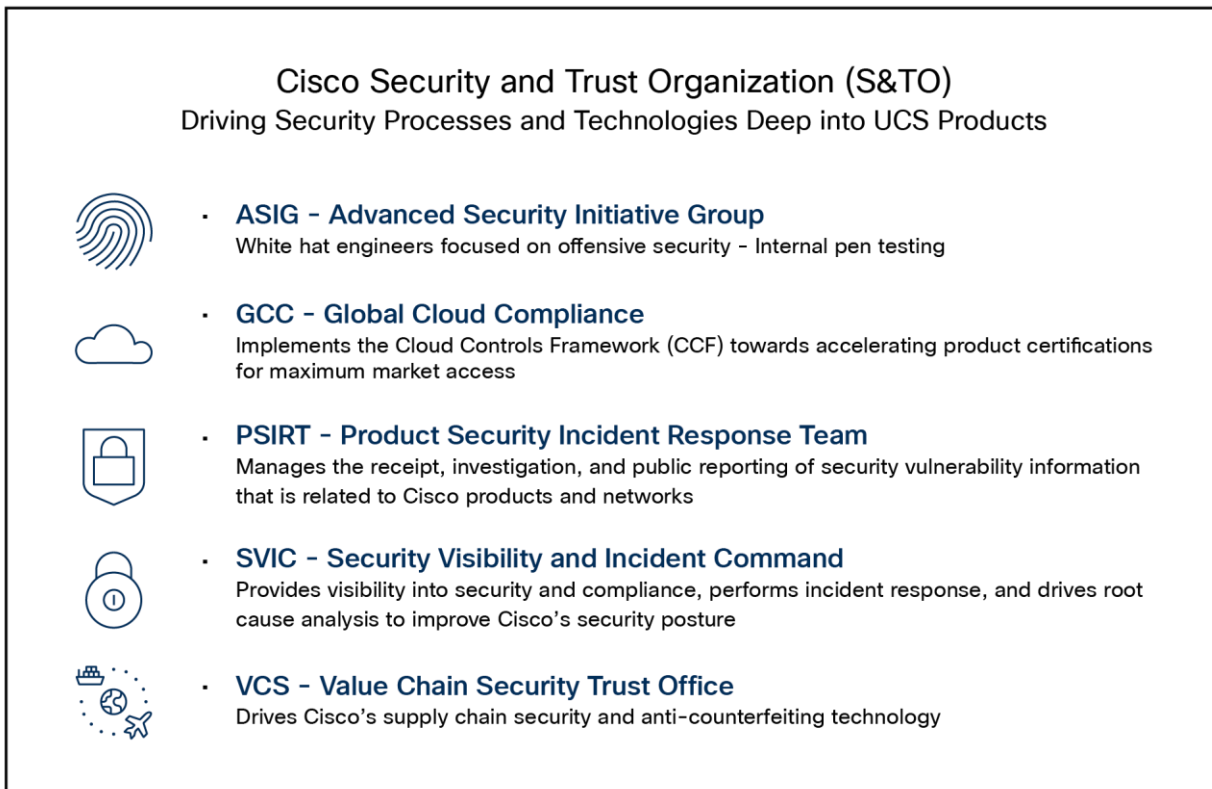 Cisco Security and Trust Organization (S&TO)
Driving Security Processes and Technologies Deep into UCS Products
▪ ASIG - Advanced Security Initiative Group
White hat engineers focused on offensive security - Internal pen testing
▪ GCC - Global Cloud Compliance
Implements the Cloud Controls Framework (CCF) towards accelerating product certifications
for maximum market access
▪ PSIRT - Product Security Incident Response Team
Manages the receipt, investigation, and public reporting of security vulnerability information
that is related to Cisco products and networks
▪ SVIC - Security Visibility and Incident Command
Provides visibility into security and compliance, performs incident response, and drives root
cause analysis to improve Cisco's security posture
▪ VCS - Value Chain Security Trust Office
Drives Cisco's supply chain security and anti-counterfeiting technology